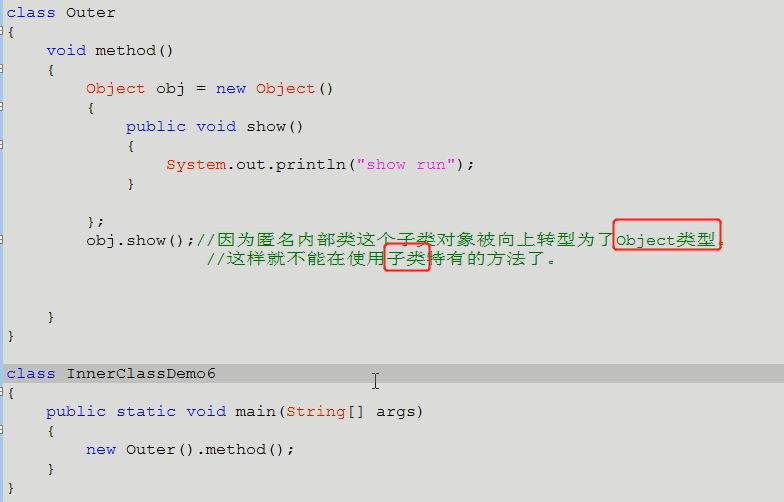 class Outer
{
    void method()
    {
        Object obj = new Object()
        {
            public void show()
            {
                System.out.println("show run");
            }

        };
        obj.show();//因为匿名内部类这个子类对象被向上转型为了Object类型。
                    //这样就不能在使用子类特有的方法了。

    }
}

class InnerClassDemo6
{
    public static void main(String[] args)
    {
        new Outer().method();
    }
}